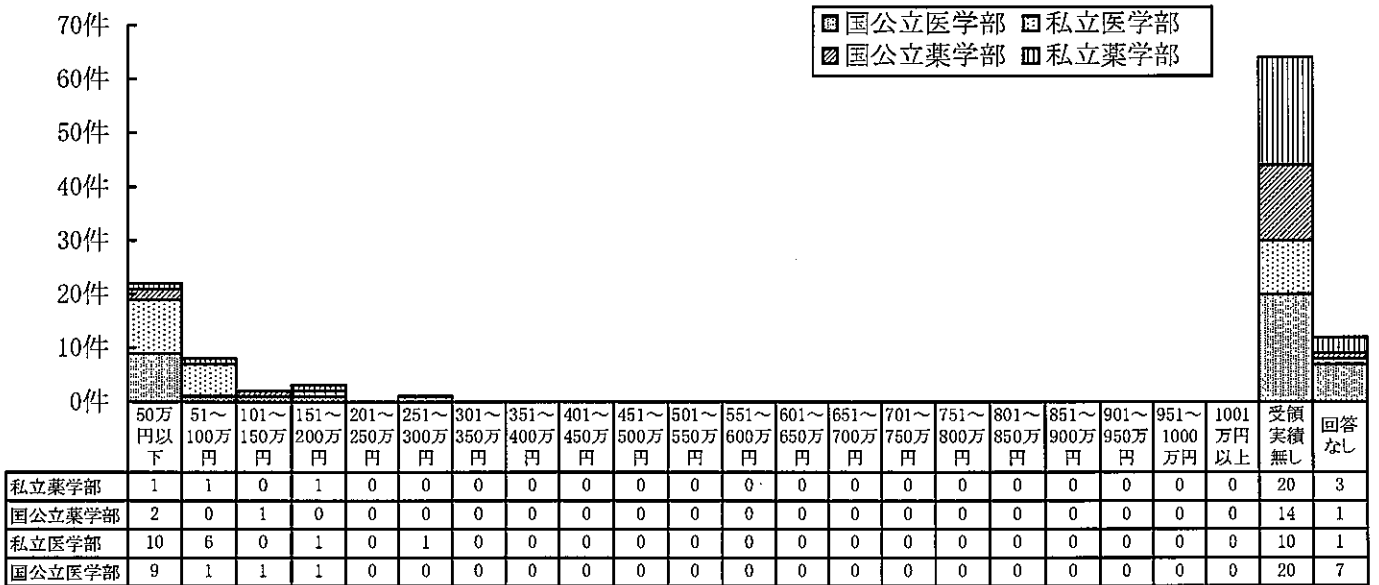 70件
60件
50件
40件
30件
20件
10件
0件
国公立医学部 私立医学部
国公立薬学部 私立薬学部
50万円以下 51～100万円 101～150万円 151～200万円 201～250万円 251～300万円 301～350万円 351～400万円 401～450万円 451～500万円 501～550万円 551～600万円 601～650万円 651～700万円 701～750万円 751～800万円 801～850万円 851～900万円 901～950万円 951～1000万円 1001万円以上 受領実績無し 回答なし
私立薬学部 1 1 0 1 0 0 0 0 0 0 0 0 0 0 0 0 0 0 0 0 0 20 3
国公立薬学部 2 0 1 0 0 0 0 0 0 0 0 0 0 0 0 0 0 0 0 0 0 14 1
私立医学部 10 6 0 1 0 1 0 0 0 0 0 0 0 0 0 0 0 0 0 0 0 10 1
国公立医学部 9 1 1 1 0 0 0 0 0 0 0 0 0 0 0 0 0 0 0 0 0 20 7